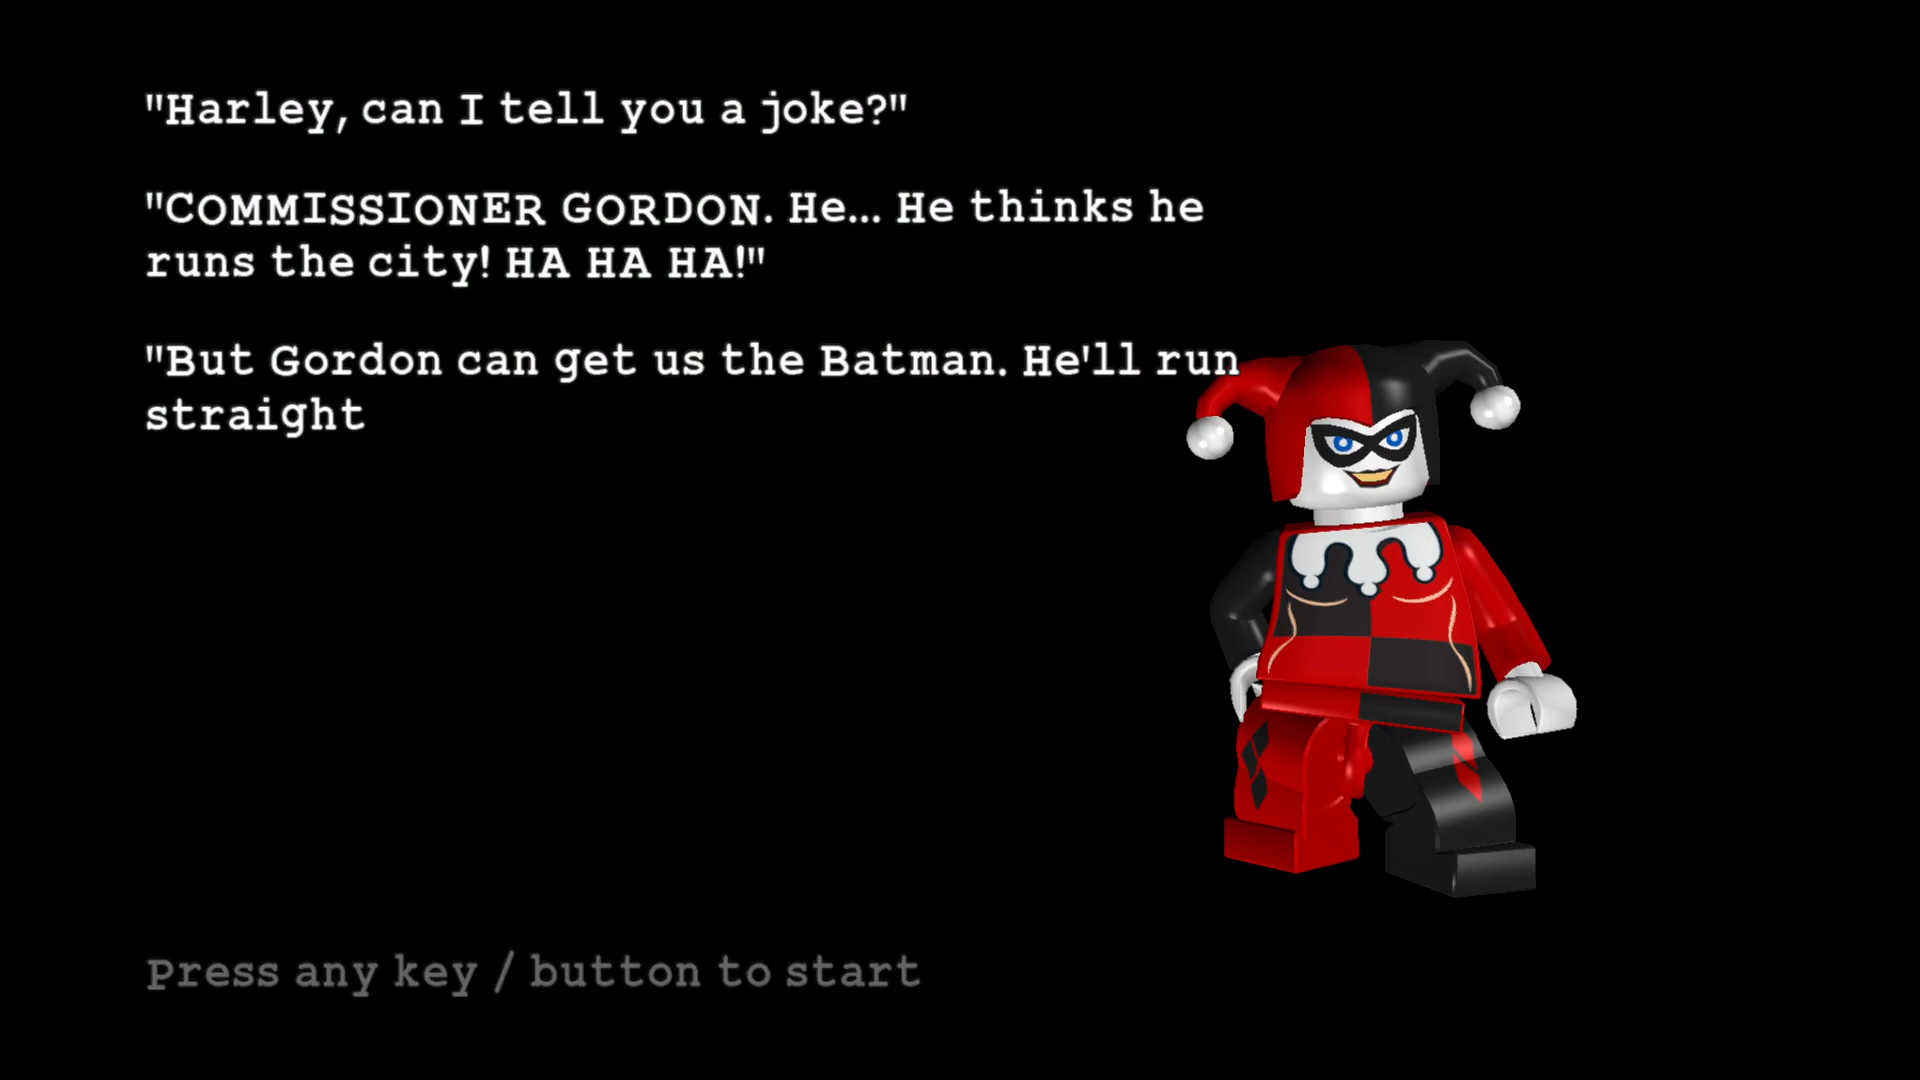 "Harley, can I tell you a joke?"
"COMMISSIONER GORDON. He... He thinks he
runs the city! HA HA HA!"
"But Gordon can get us the Batman. He'll run
straight
Press any key / button to start